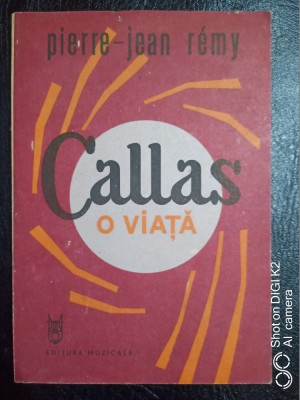 pierre-jean rémy
Callas
O VIAȚĂ
EDITURA MUZICALĂ
Shot on DIGI K2
AI camera